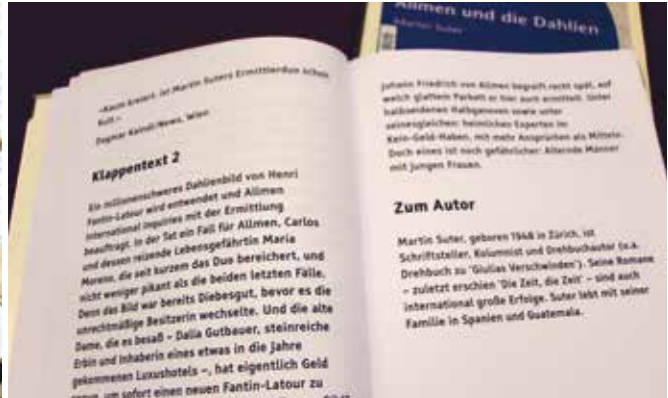 Allmen und die Dahlien
Martin Suter
»Kaum kreiert, ist Martin Suters Ermittlerduo schon
Kult.«
Dagmar Kaindl/News, Wien
Klappentext 2
Ein millionenschweres Dahlienbild von Henri
Fantin-Latour wird entwendet und Allmen
International Inquiries mit der Ermittlung
beauftragt. In der Tat ein Fall für Allmen, Carlos
und dessen reizende Lebensgefährtin María
Moreno, die seit kurzem das Duo bereichert, und
nicht weniger pikant als die beiden letzten Fälle.
Denn das Bild war bereits Diebesgut, bevor es die
unrechtmäßige Besitzerin wechselte. Und die alte
Dame, die es besaß – Dalia Gutbauer, steinreiche
Erbin und Inhaberin eines etwas in die Jahre
gekommenen Luxushotels –, hat eigentlich Geld
genug, um sofort einen neuen Fantin-Latour zu
Johann Friedrich von Allmen begreift recht spät, auf
welch glattem Parkett er hier auch ermittelt: Unter
halbseidenen Halbganoven sowie unter
seinesgleichen: heimlichen Experten im
Kein-Geld-Haben, mit mehr Ansprüchen als Mitteln.
Doch eines ist noch gefährlicher: Alternde Männer
mit jungen Frauen.
Zum Autor
Martin Suter, geboren 1948 in Zürich, ist
Schriftsteller, Kolumnist und Drehbuchautor (u.a.
Drehbuch zu 'Giulias Verschwinden'). Seine Romane
– zuletzt erschien 'Die Zeit, die Zeit' – sind auch
international große Erfolge. Suter lebt mit seiner
Familie in Spanien und Guatemala.